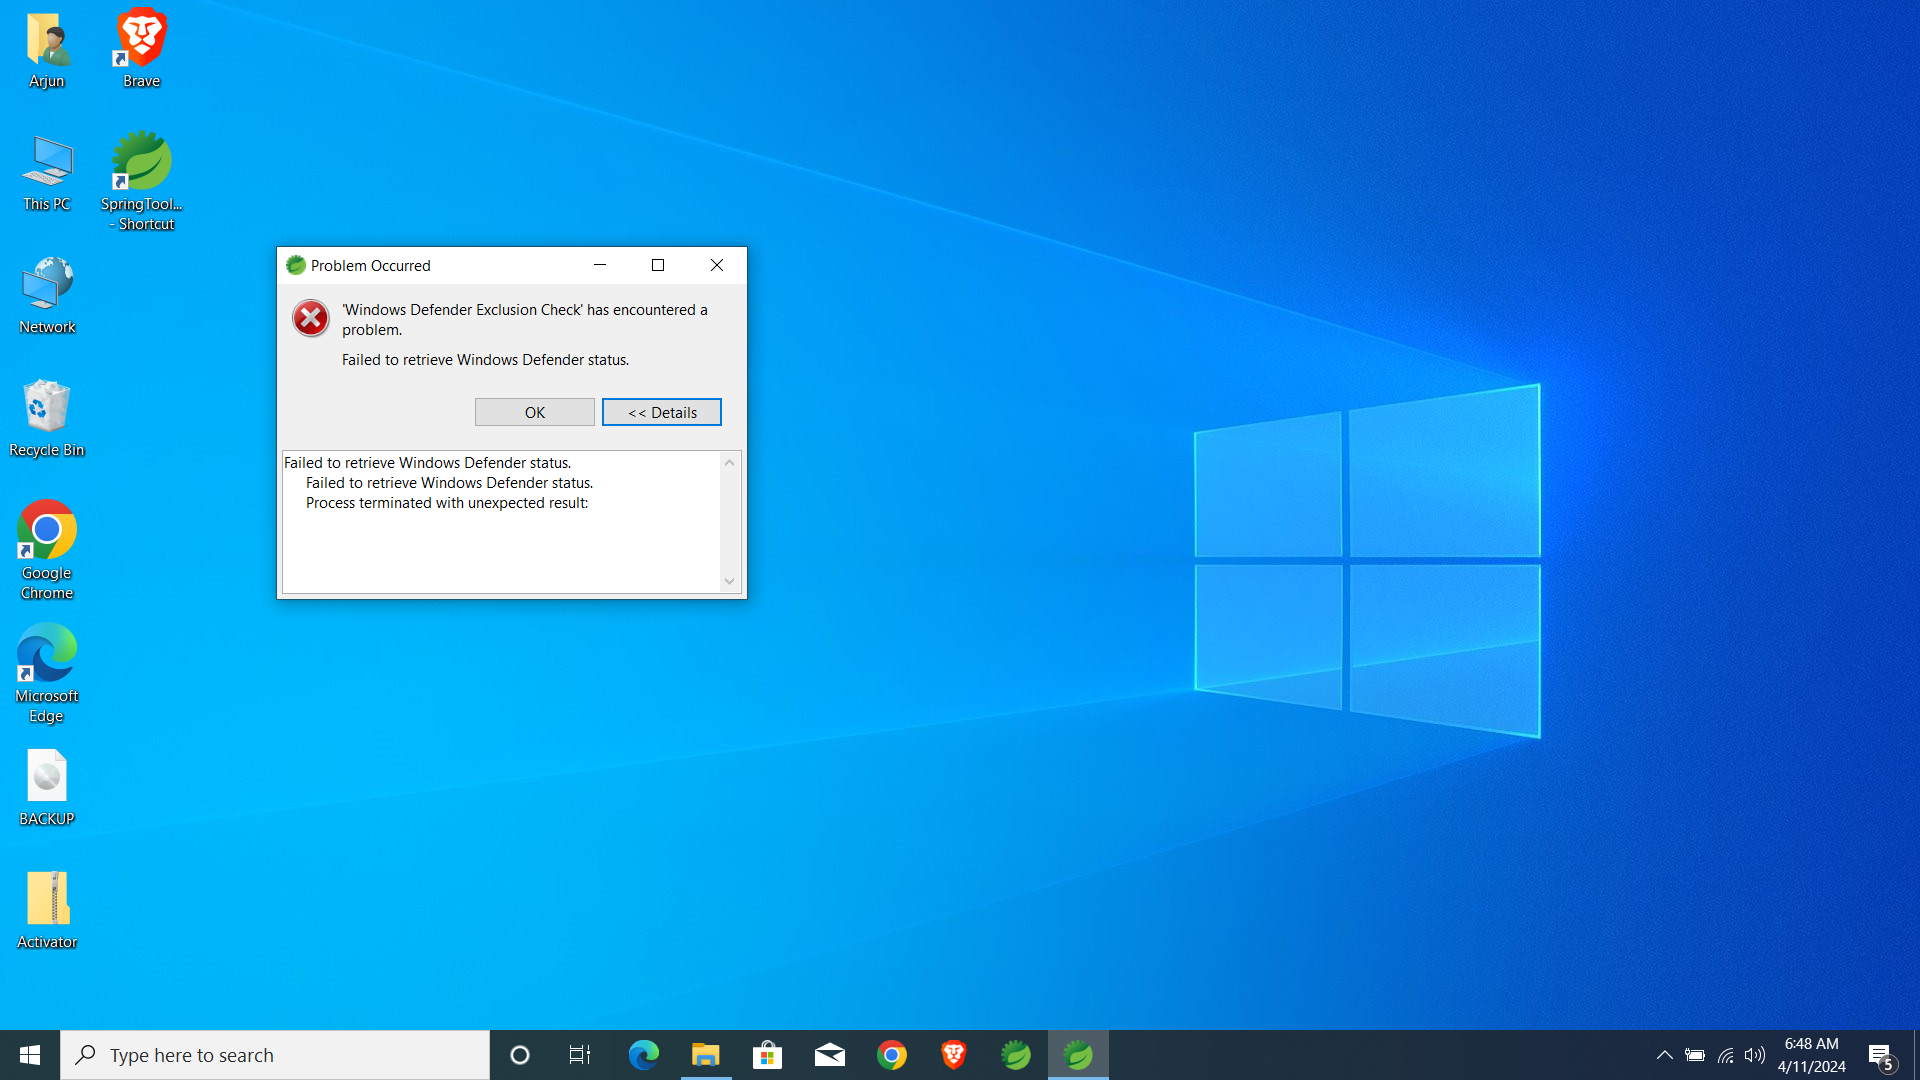 Arjun
Brave
This PC
SpringTool...
- Shortcut
Network
Recycle Bin
Google
Chrome
Microsoft
Edge
BACKUP
Activator
Problem Occurred
'Windows Defender Exclusion Check' has encountered a
problem.
Failed to retrieve Windows Defender status.
OK
<< Details
Failed to retrieve Windows Defender status.
Failed to retrieve Windows Defender status.
Process terminated with unexpected result:
Type here to search
6:48 AM
4/11/2024
5